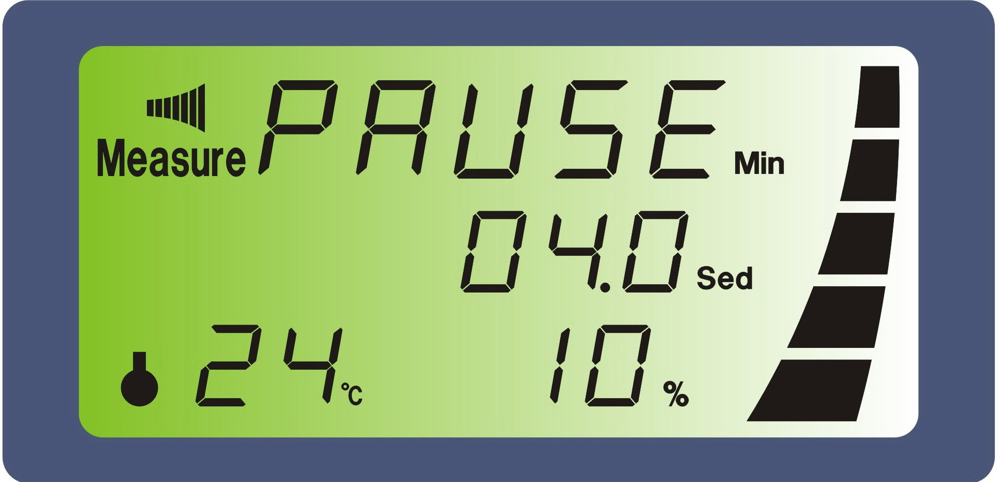 PAUSE
Measure Min
04.0 Sed
24 °C 10 %